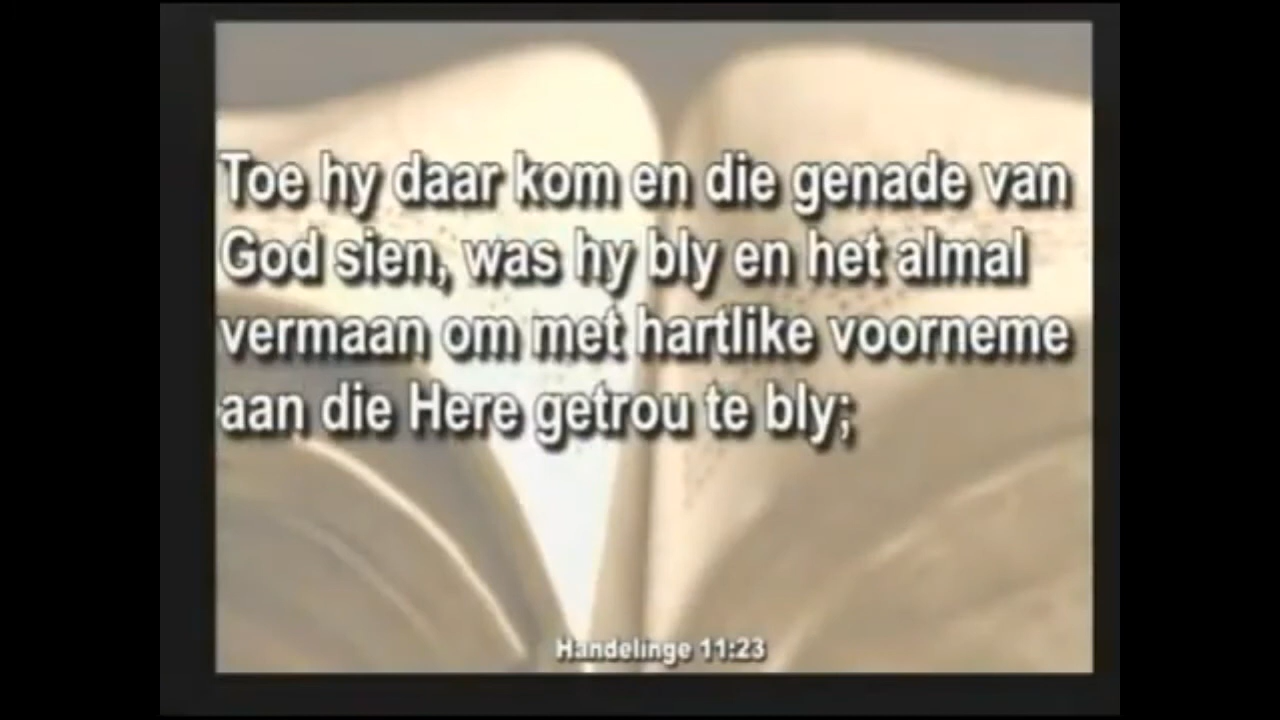 Toe hy daar kom en die genade van
God sien, was hy bly en het almal
vermaan om met hartlike voorneme
aan die Here getrou te bly;
Handelinge 11:23